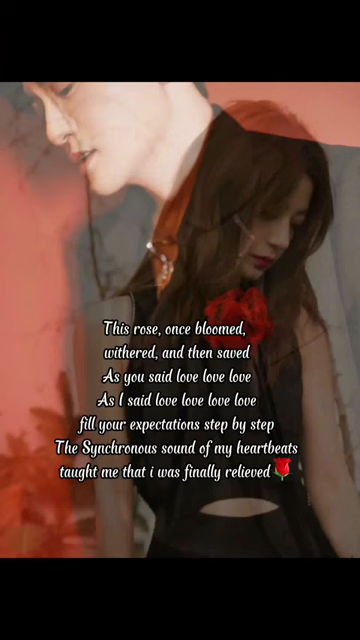 This rose, once bloomed,
withered, and then saved
As you said love love love
As I said love love love love
fill your expectations step by step
The Synchronous sound of my heartbeats
taught me that i was finally relieved🌹